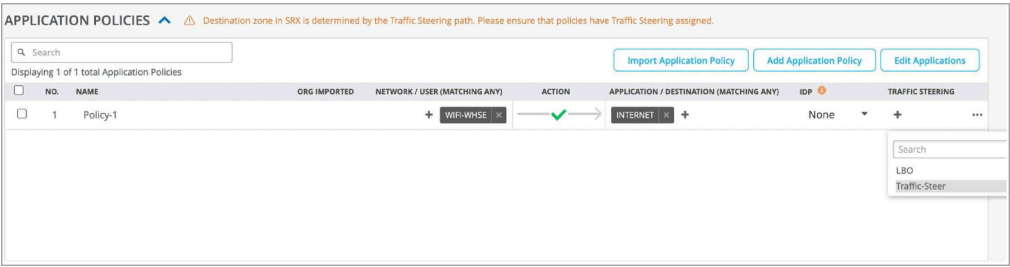 APPLICATION POLICIES Destination zone in SRX is determined by the Traffic Steering path. Please ensure that policies have Traffic Steering assigned.
Search
Import Application Policy Add Application Policy Edit Applications
Displaying 1 of 1 total Application Policies
NO. NAME ORG IMPORTED NETWORK / USER (MATCHING ANY) ACTION APPLICATION / DESTINATION (MATCHING ANY) IDP TRAFFIC STEERING
1 Policy-1 + WIFI-WHSE × INTERNET × + None + ...
Search
LBO
Traffic-Steer